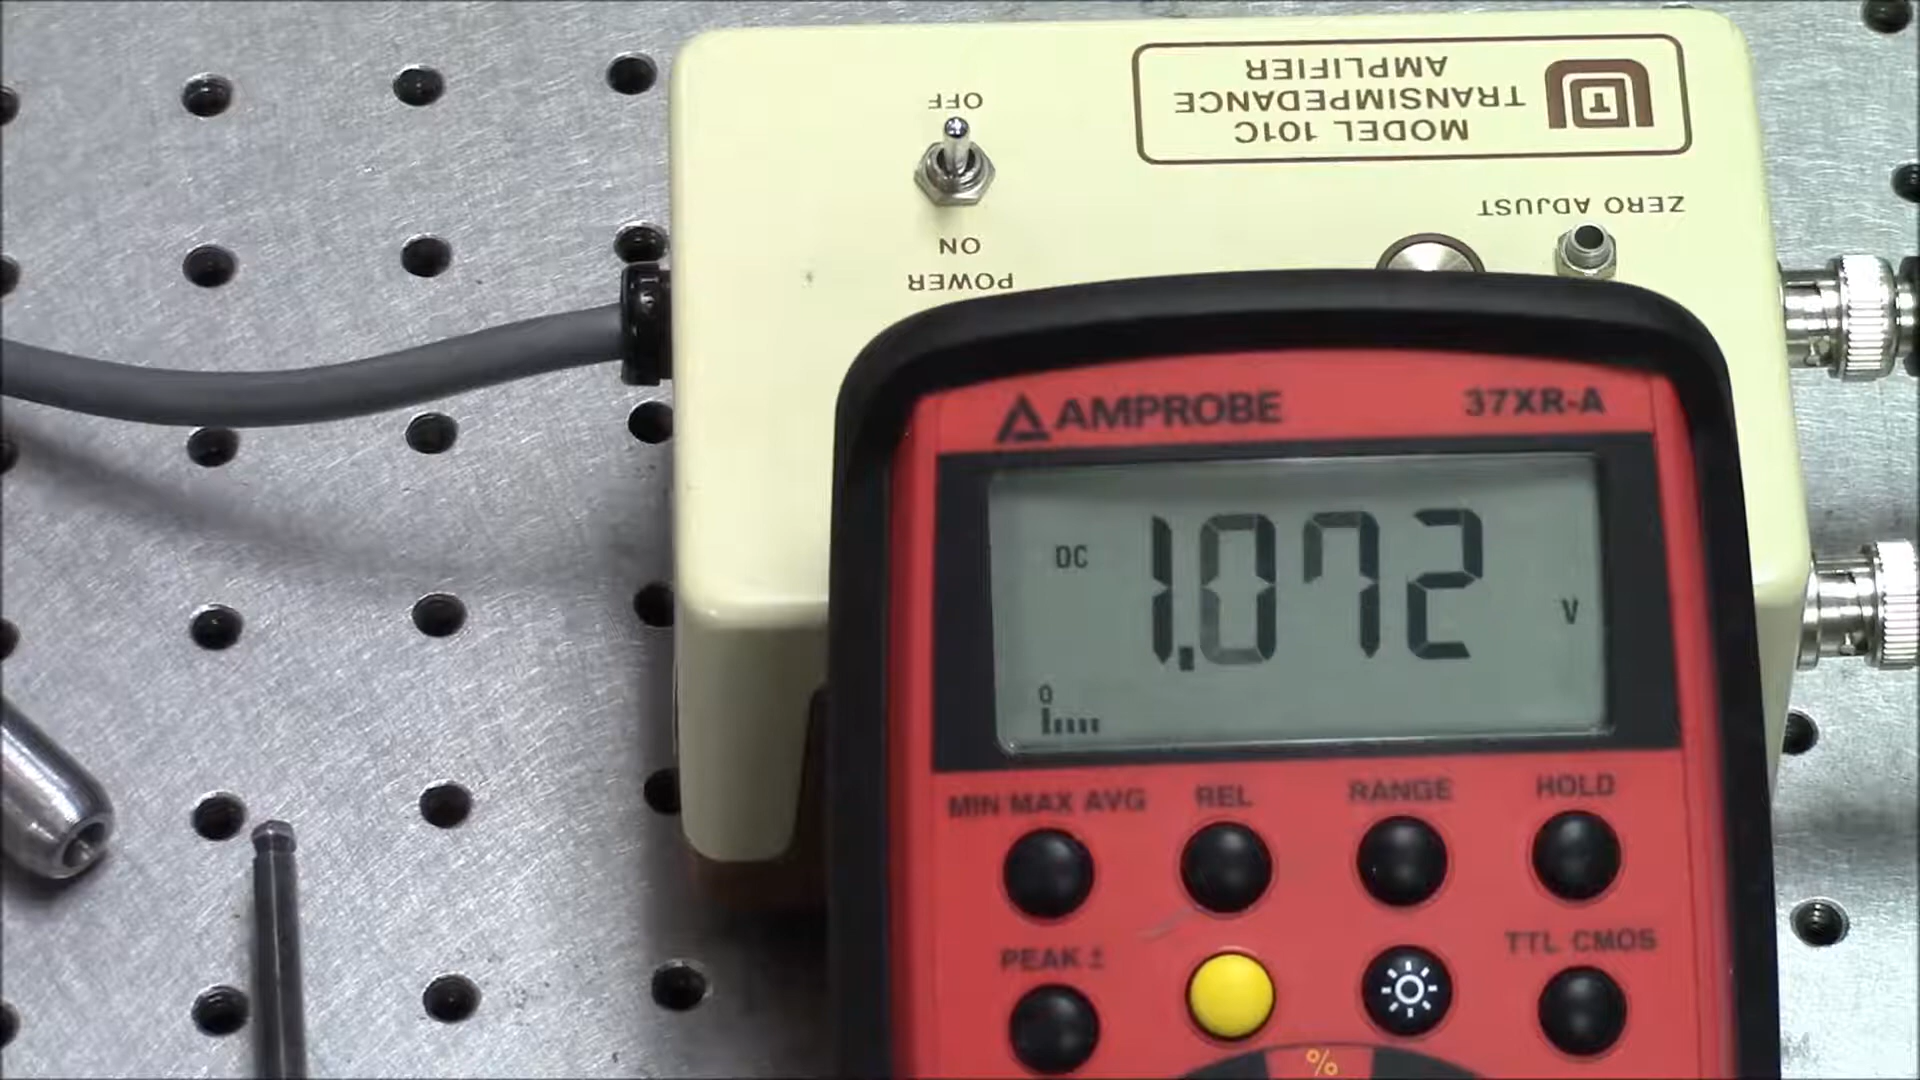 MODEL 101C
TRANSIMPEDANCE
AMPLIFIER
T
ZERO ADJUST
POWER
ON
OFF
AMPROBE
37XR-A
DC
1.072
V
0
MIN MAX AVG
REL
RANGE
HOLD
PEAK ±
TTL CMOS
%